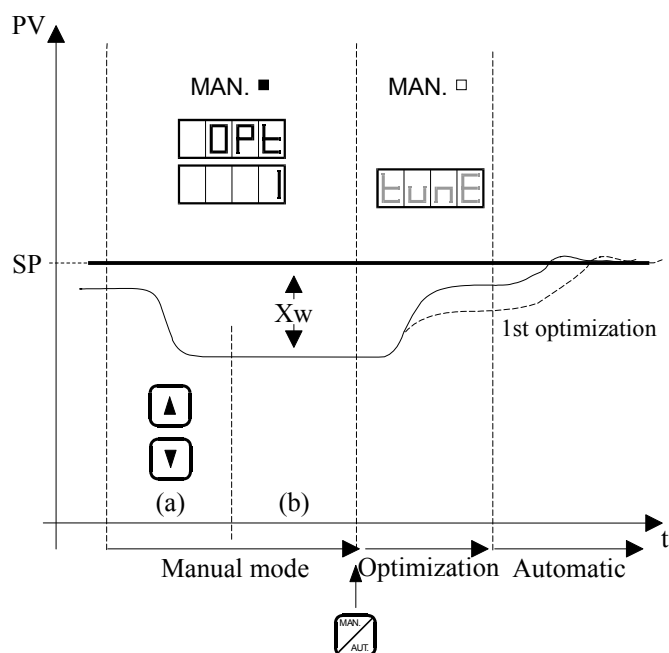 PV
MAN. MAN.
OPt
1
tunE
SP
Xw
1st optimization
(a) (b)
t
Manual mode Optimization Automatic
MAN.
AUT.